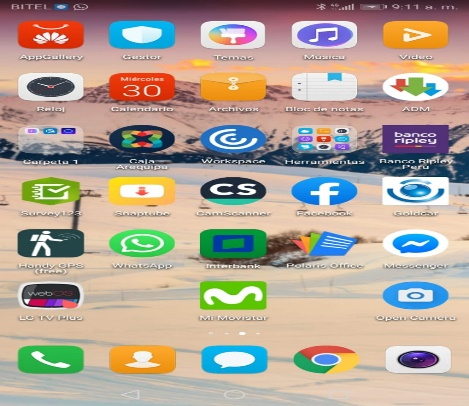 BITEL 9:11 a. m.
AppGallery Gestor Temas Música Video
Miércoles
30
Reloj Calendario Archivos Bloc de notas ADM
banco
ripley
Carpeta 1 Caja Arequipa Workspace Herramientas Banco Ripley Perú
CS
Survey123 Snaptube CamScanner Facebook Goldcar
Handy GPS (free) WhatsApp Interbank Polaris Office Messenger
webOS
LG TV Plus Mi Movistar Open Camera